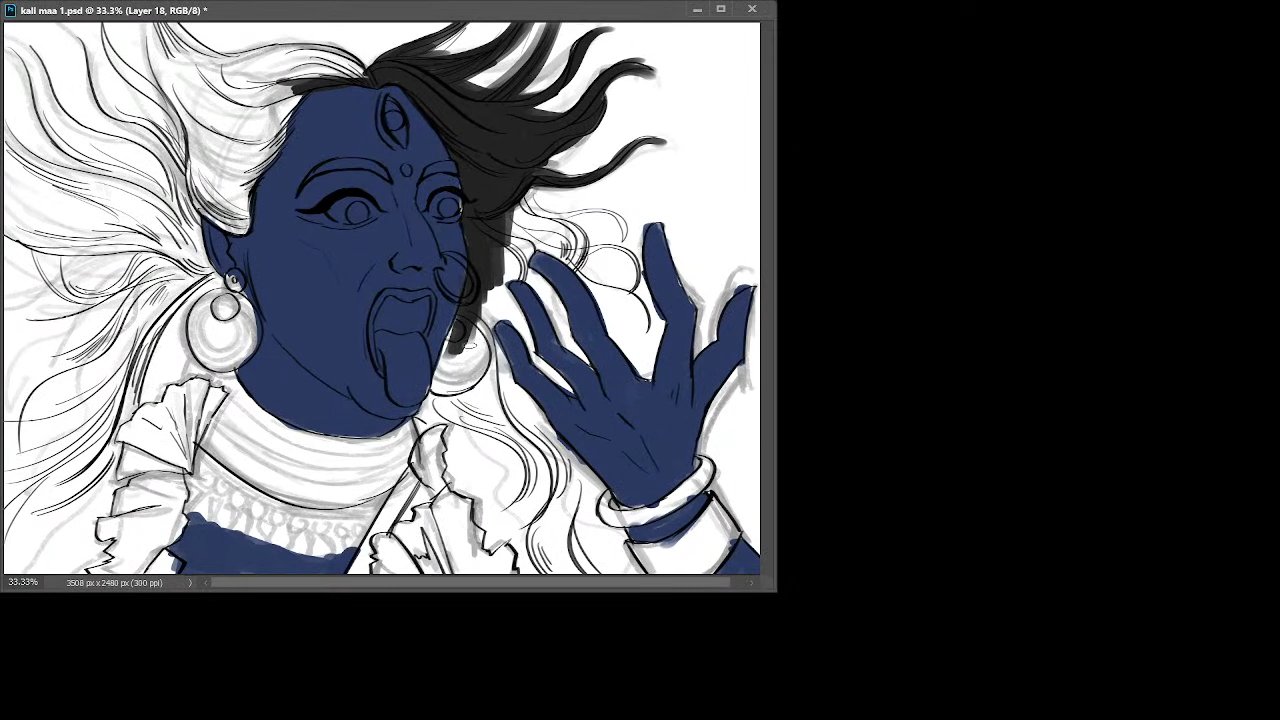 kali maa 1.psd @ 33.3% (Layer 18, RGB/8) *
33.33%
3508 px x 2480 px (300 ppi)